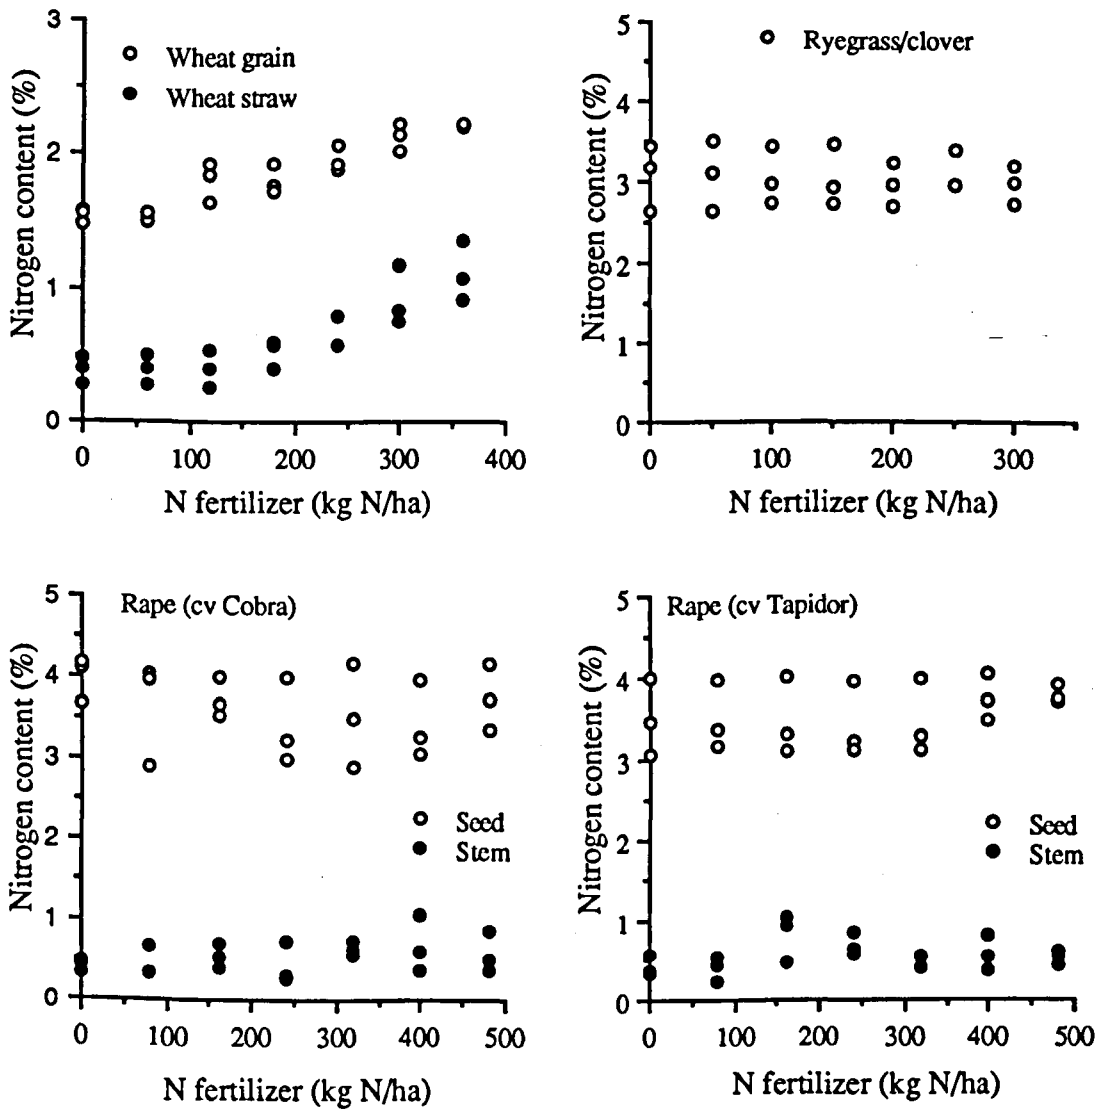 3
2
1
0
Nitrogen content (%)
Wheat grain
Wheat straw
0 100 200 300 400
N fertilizer (kg N/ha)
5
4
3
2
1
0
Nitrogen content (%)
Ryegrass/clover
0 100 200 300
N fertilizer (kg N/ha)
5
4
3
2
1
0
Nitrogen content (%)
Rape (cv Cobra)
Seed
Stem
0 100 200 300 400 500
N fertilizer (kg N/ha)
5
4
3
2
1
0
Nitrogen content (%)
Rape (cv Tapidor)
Seed
Stem
0 100 200 300 400 500
N fertilizer (kg N/ha)